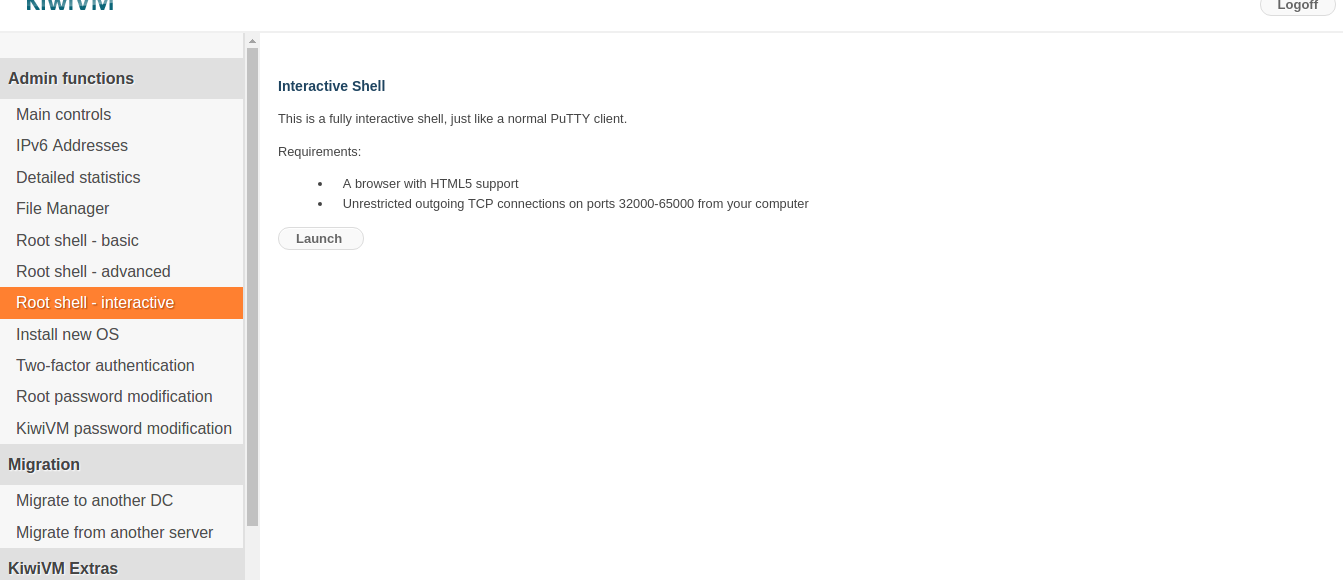 KiwiVM
Logoff
Admin functions
Main controls
IPv6 Addresses
Detailed statistics
File Manager
Root shell - basic
Root shell - advanced
Root shell - interactive
Install new OS
Two-factor authentication
Root password modification
KiwiVM password modification
Migration
Migrate to another DC
Migrate from another server
KiwiVM Extras
Interactive Shell
This is a fully interactive shell, just like a normal PuTTY client.
Requirements:
• A browser with HTML5 support
• Unrestricted outgoing TCP connections on ports 32000-65000 from your computer
Launch